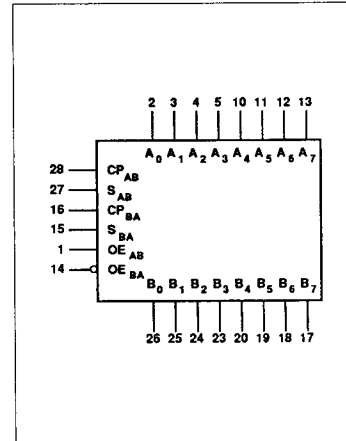 2 3 4 5 10 11 12 13
A0 A1 A2 A3 A4 A5 A6 A7
28 CPAB
27 SAB
16 CPBA
15 SBA
1 OEAB
14 OEBA
B0 B1 B2 B3 B4 B5 B6 B7
26 25 24 23 20 19 18 17